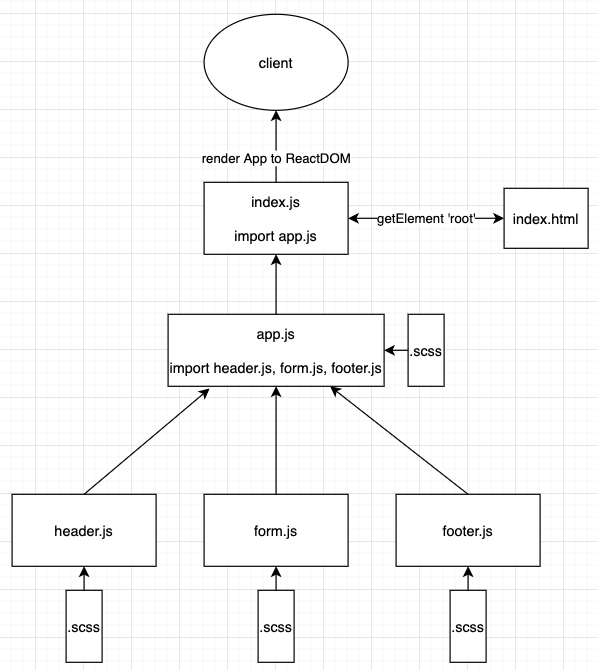 client
render App to ReactDOM
index.js
import app.js
getElement 'root'
index.html
app.js
import header.js, form.js, footer.js
.scss
header.js
form.js
footer.js
.scss
.scss
.scss